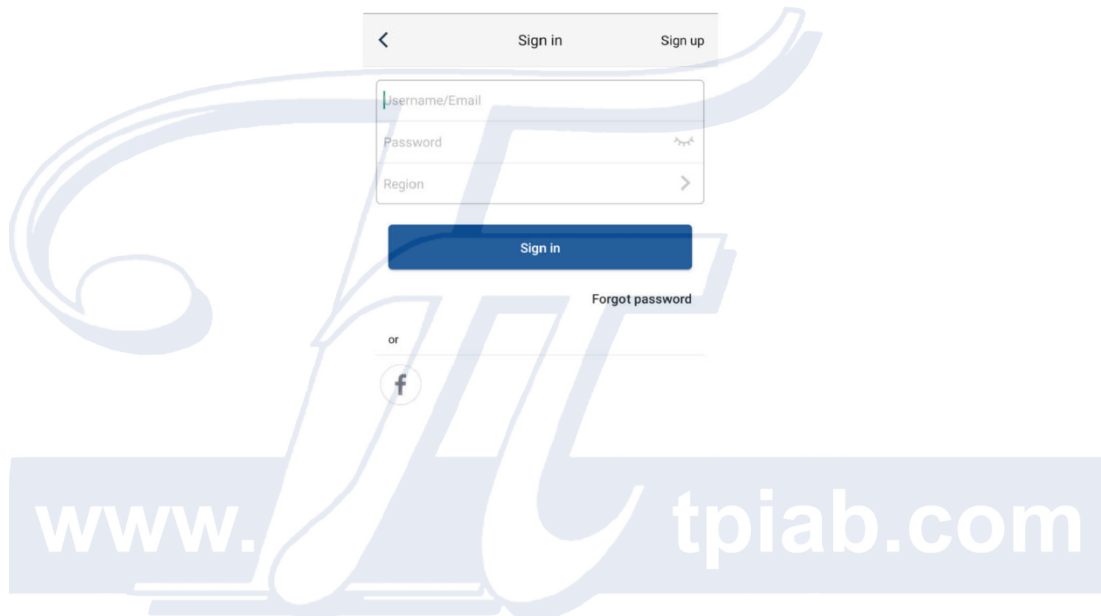 Sign in Sign up
Username/Email
Password
Region
Sign in
Forgot password
or
f
www. tpiab.com